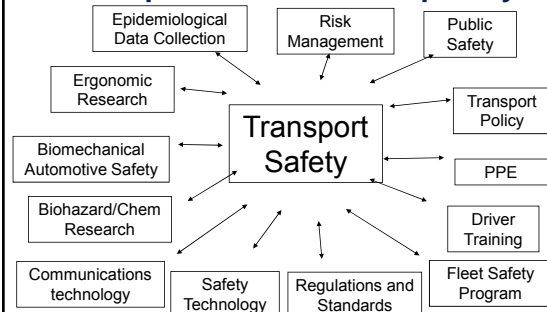 Epidemiological
Data Collection
Risk
Management
Public
Safety
Ergonomic
Research
Transport
Policy
Transport
Safety
Biomechanical
Automotive Safety
PPE
Biohazard/Chem
Research
Driver
Training
Communications
technology
Safety
Technology
Regulations and
Standards
Fleet Safety
Program